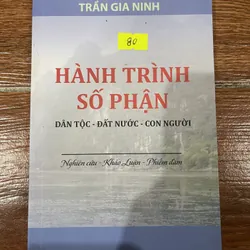 TRẦN GIA NINH
80
HÀNH TRÌNH
SỐ PHẬN
DÂN TỘC - ĐẤT NƯỚC - CON NGƯỜI
Nghiên cứu - Khảo Luận - Phiếm đàm